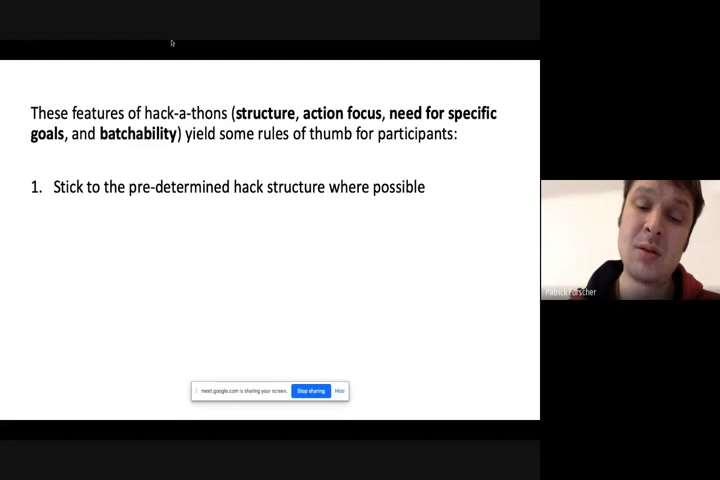 These features of hack-a-thons (structure, action focus, need for specific
goals, and batchability) yield some rules of thumb for participants:
1. Stick to the pre-determined hack structure where possible
Patrick Forscher
meet.google.com is sharing your screen. Stop sharing Hide